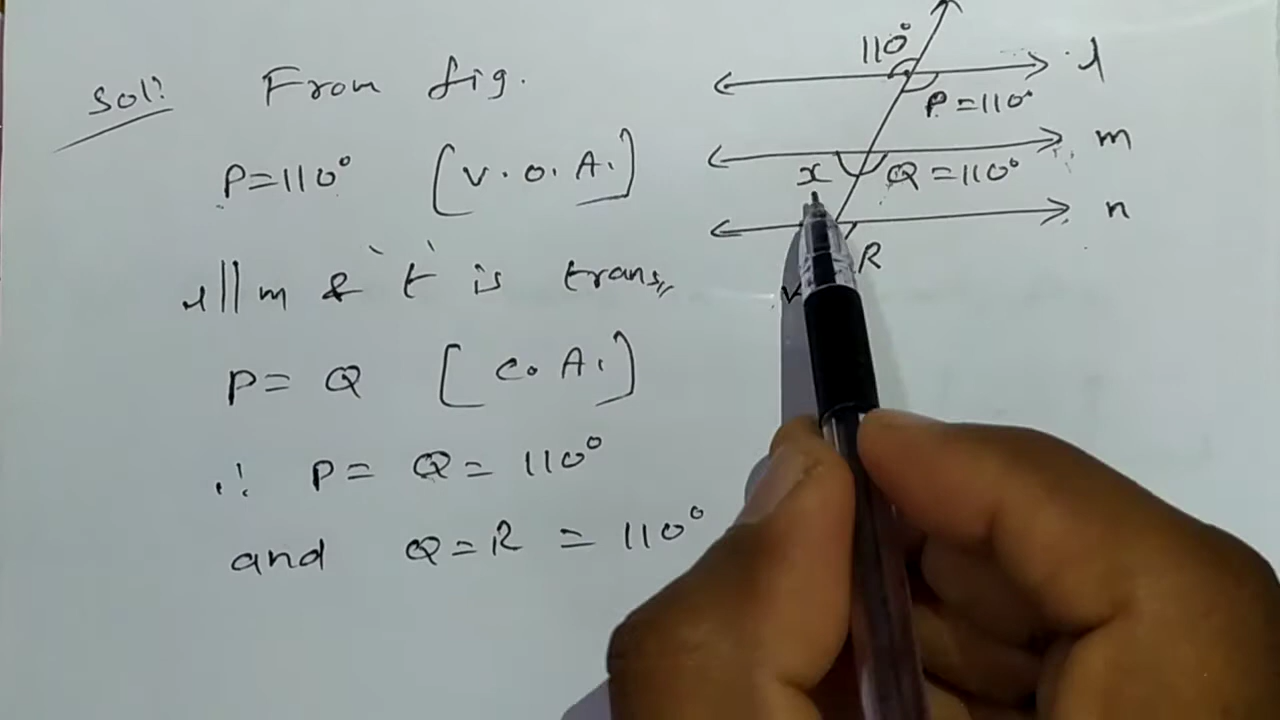 Sol: From fig.
P=110° [V.O.A.]
l||m & 't' is trans,,
P= Q [C.A.]
∴ P= Q= 110°
and Q=R = 110°
110°
l
P=110°
m
x Q=110°
n
R